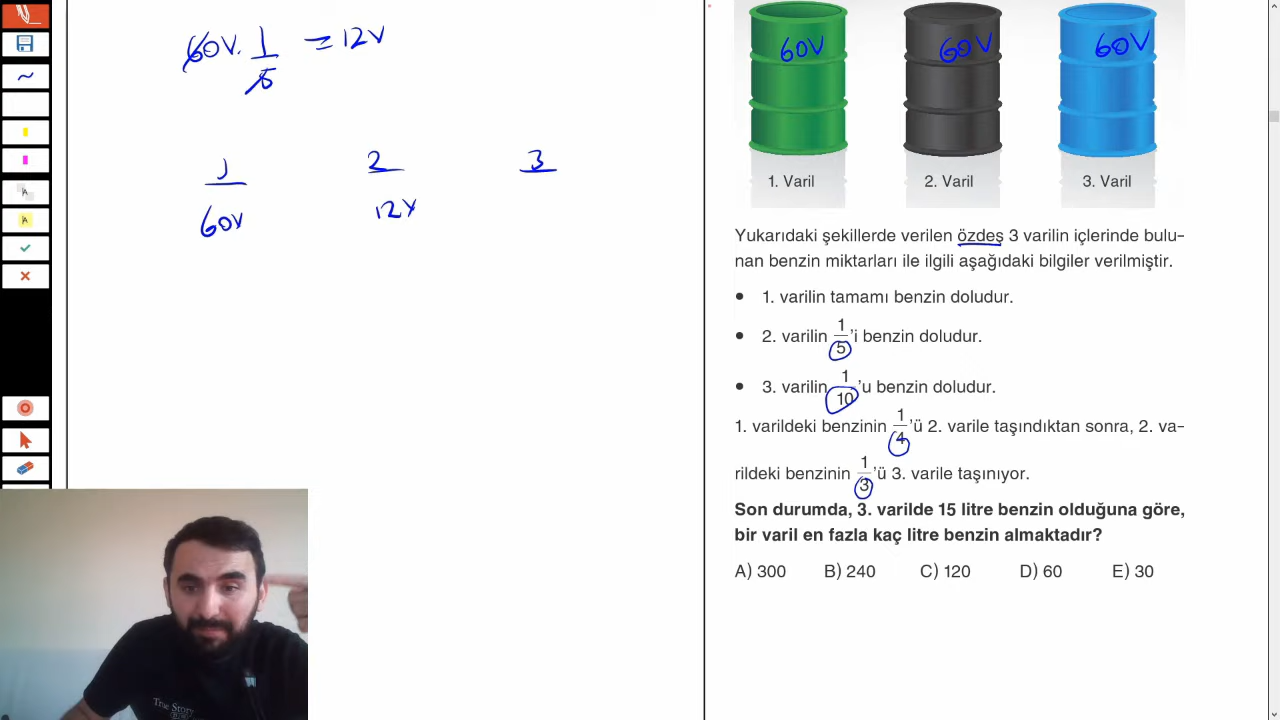 60V. 1/5 = 12V
1 2 3
60V 12V
60V 60V 60V
1. Varil 2. Varil 3. Varil
Yukarıdaki şekillerde verilen özdeş 3 varilin içlerinde bulu-
nan benzin miktarları ile ilgili aşağıdaki bilgiler verilmiştir.
• 1. varilin tamamı benzin doludur.
• 2. varilin 1/5 'i benzin doludur.
• 3. varilin 1/10 'u benzin doludur.
1. varildeki benzinin 1/4 'ü 2. varile taşındıktan sonra, 2. va-
rildeki benzinin 1/3 'ü 3. varile taşınıyor.
Son durumda, 3. varilde 15 litre benzin olduğuna göre,
bir varil en fazla kaç litre benzin almaktadır?
A) 300 B) 240 C) 120 D) 60 E) 30
True Story